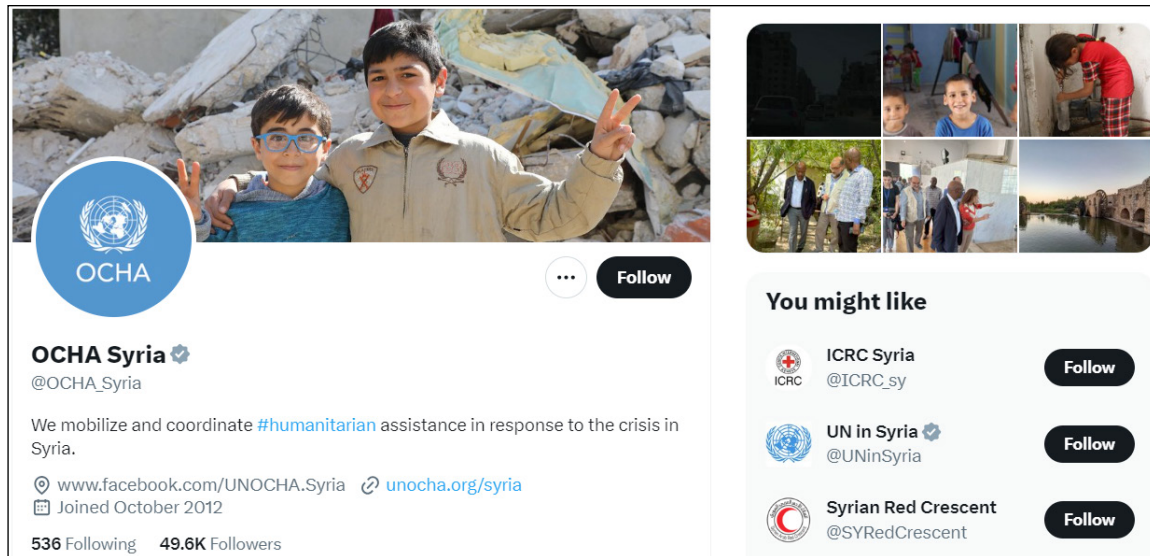 OCHA
Follow
OCHA Syria
@OCHA_Syria
We mobilize and coordinate #humanitarian assistance in response to the crisis in
Syria.
www.facebook.com/UNOCHA.Syria unocha.org/syria
Joined October 2012
536 Following 49.6K Followers
You might like
ICRC
ICRC Syria
@ICRC_sy
Follow
UN in Syria
@UNinSyria
Follow
Syrian Red Crescent
@SYRedCrescent
Follow